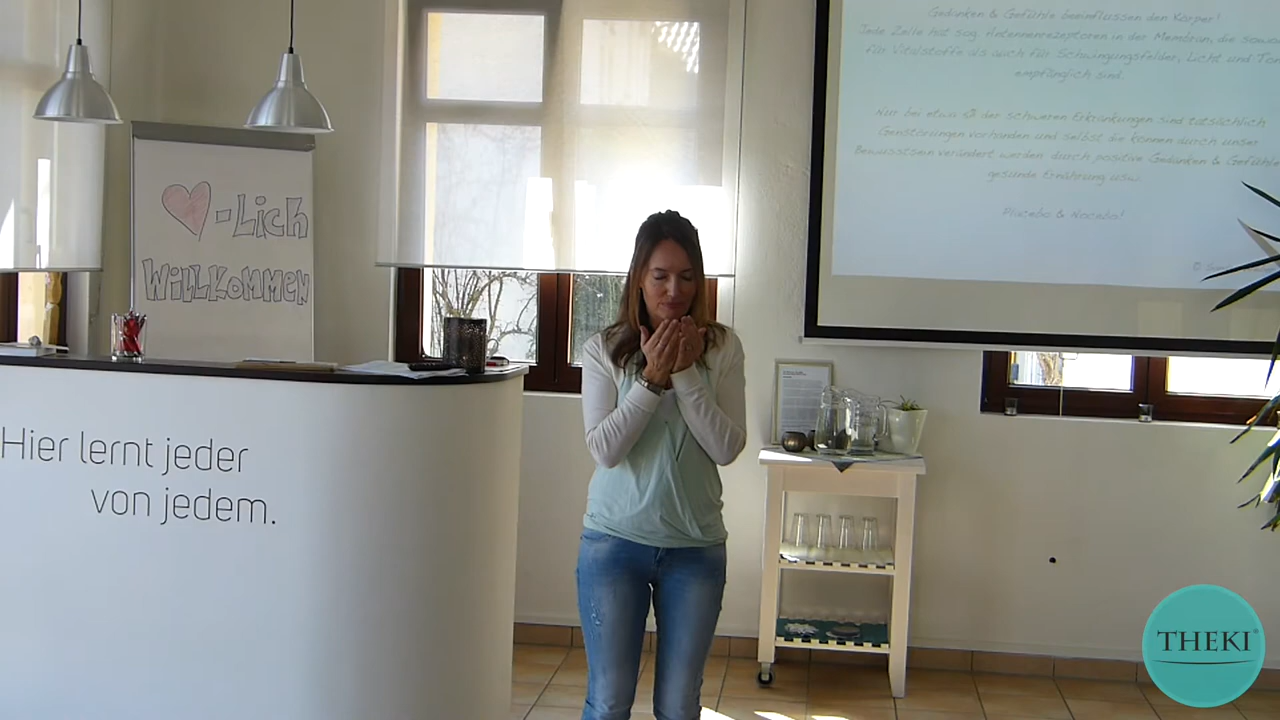 -Lich
Willkommen
Hier lernt jeder
von jedem.
Gedanken & Gefühle beeinflussen den Körper!
Jede Zelle hat sog. Antennenrezeptoren in der Membran, die sowo
für Vitalstoffe als auch für Schwingungsfelder, Licht und Ton
empfänglich sind.
Nur bei etwa der schweren Erkrankungen sind tatsächlich
Genstörungen vorhanden und selbst sie können durch unser
Bewusstsein verändert werden durch positive Gedanken & Gefühle
gesunde Ernährung usw.
Placebo & Nocebo!
THEKI®